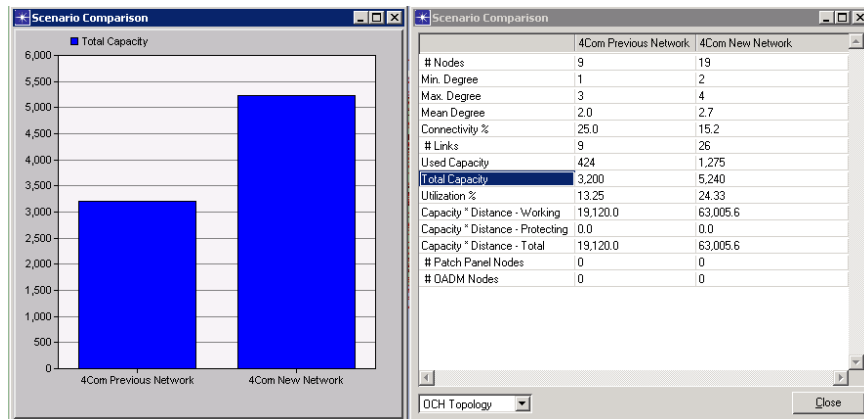 Scenario Comparison
Total Capacity
6,000
5,500
5,000
4,500
4,000
3,500
3,000
2,500
2,000
1,500
1,000
500
0
4Com Previous Network 4Com New Network
Scenario Comparison
4Com Previous Network 4Com New Network
# Nodes 9 19
Min. Degree 1 2
Max. Degree 3 4
Mean Degree 2.0 2.7
Connectivity % 25.0 15.2
# Links 9 26
Used Capacity 424 1,275
Total Capacity 3,200 5,240
Utilization % 13.25 24.33
Capacity * Distance - Working 19,120.0 63,005.6
Capacity * Distance - Protecting 0.0 0.0
Capacity * Distance - Total 19,120.0 63,005.6
# Patch Panel Nodes 0 0
# OADM Nodes 0 0
OCH Topology
Close